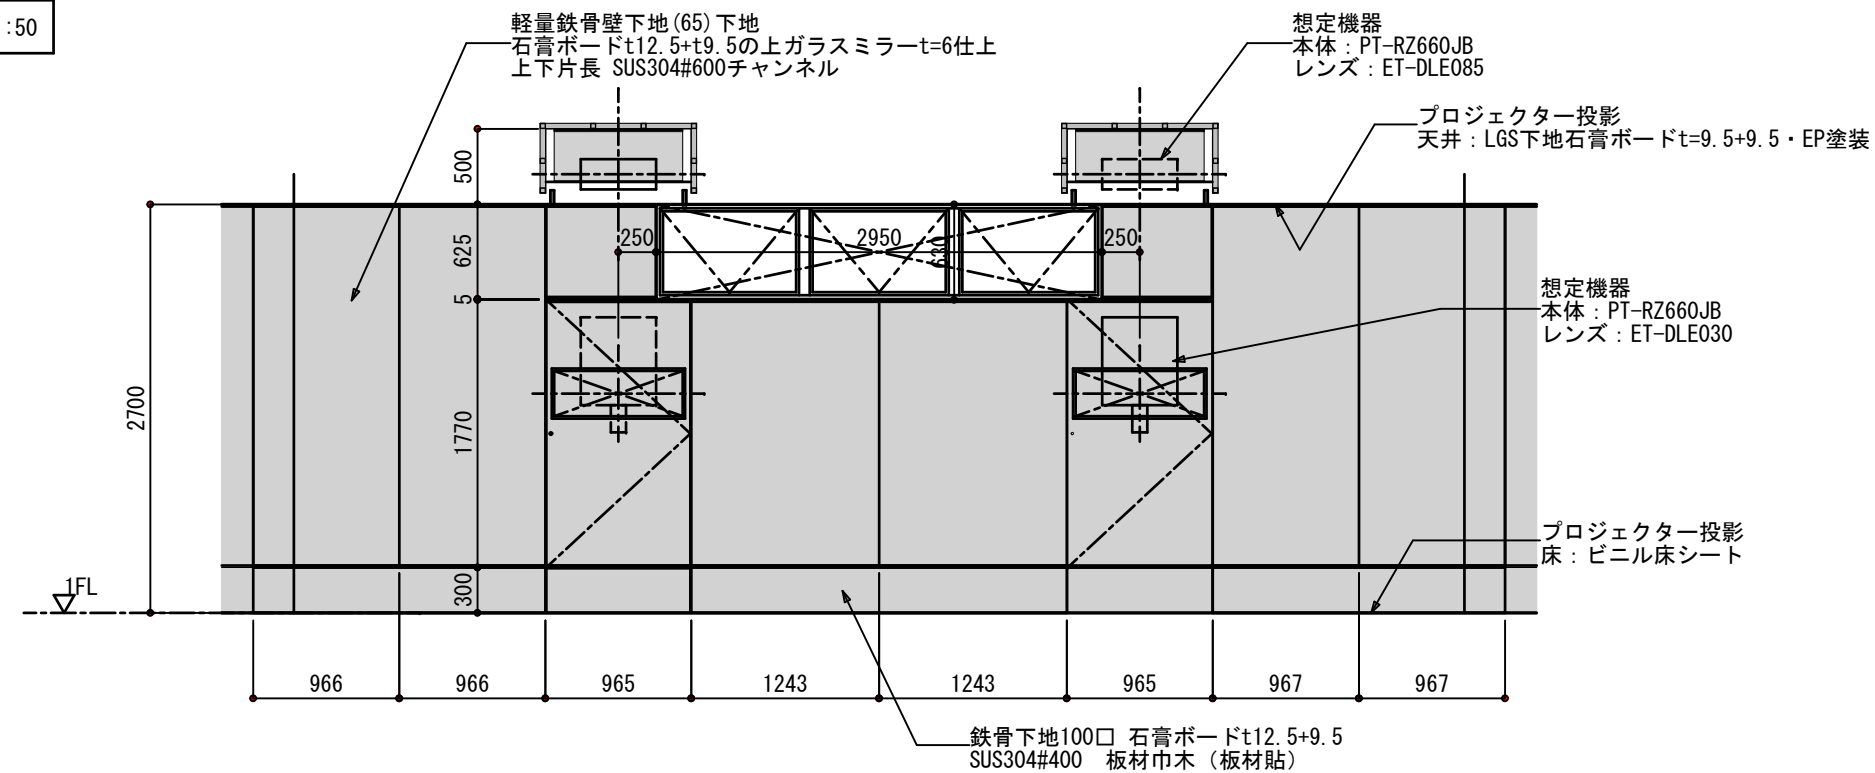 :50
軽量鉄骨壁下地(65)下地
石膏ボードt12.5+t9.5の上ガラスミラーt=6仕上
上下片長 SUS304#600チャンネル
想定機器
本体：PT-RZ660JB
レンズ：ET-DLE085
プロジェクター投影
天井：LGS下地石膏ボードt=9.5+9.5・EP塗装
500
625
5
1770
300
2700
250
2950
630
250
想定機器
本体：PT-RZ660JB
レンズ：ET-DLE030
プロジェクター投影
床：ビニル床シート
1FL
966
966
965
1243
1243
965
967
967
鉄骨下地100□ 石膏ボードt12.5+9.5
SUS304#400 板材巾木（板材貼）